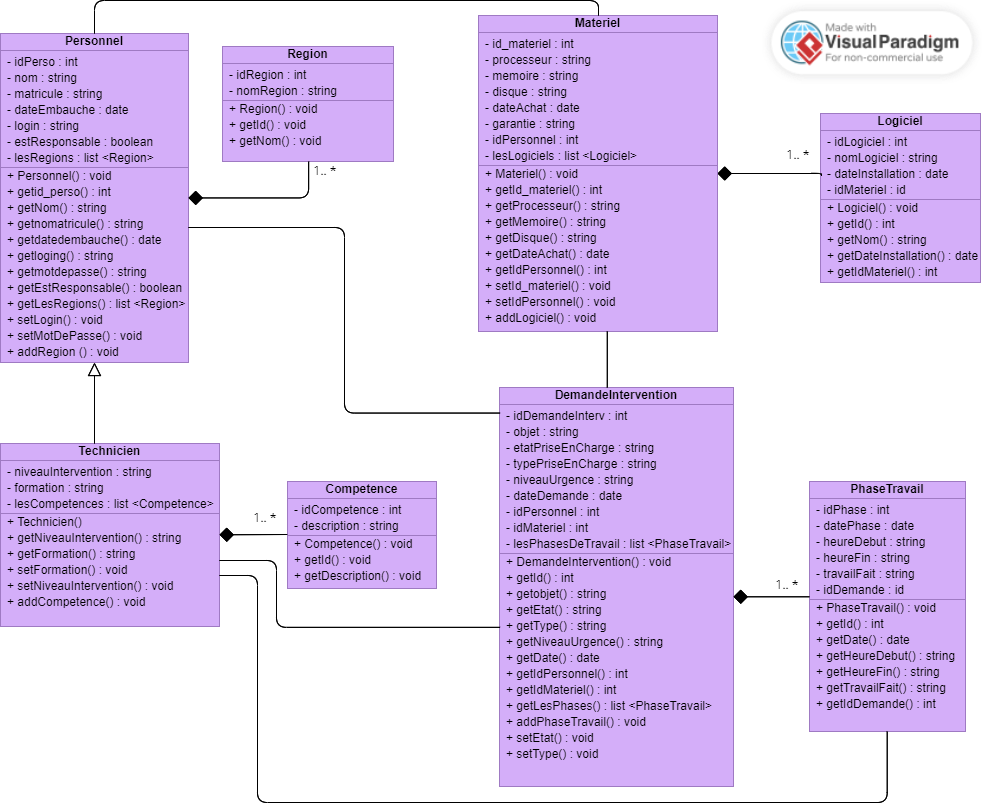 Made with
Visual Paradigm
For non-commercial use
Personnel
- idPerso : int
- nom : string
- matricule : string
- dateEmbauche : date
- login : string
- estResponsable : boolean
- lesRegions : list <Region>
+ Personnel() : void
+ getid_perso() : int
+ getNom() : string
+ getnomatricule() : string
+ getdatedembauche() : date
+ getloging() : string
+ getmotdepasse() : string
+ getEstResponsable() : boolean
+ getLesRegions() : list <Region>
+ setLogin() : void
+ setMotDePasse() : void
+ addRegion () : void
Region
- idRegion : int
- nomRegion : string
+ Region() : void
+ getId() : void
+ getNom() : void
1.. *
Materiel
- id_materiel : int
- processeur : string
- memoire : string
- disque : string
- dateAchat : date
- garantie : string
- idPersonnel : int
- lesLogiciels : list <Logiciel>
+ Materiel() : void
+ getId_materiel() : int
+ getProcesseur() : string
+ getMemoire() : string
+ getDisque() : string
+ getDateAchat() : date
+ getIdPersonnel() : int
+ setId_materiel() : void
+ setIdPersonnel() : void
+ addLogiciel() : void
1.. *
Logiciel
- idLogiciel : int
- nomLogiciel : string
- dateInstallation : date
- idMateriel : id
+ Logiciel() : void
+ getId() : int
+ getNom() : string
+ getDateInstallation() : date
+ getIdMateriel() : int
Technicien
- niveauIntervention : string
- formation : string
- lesCompetences : list <Competence>
+ Technicien()
+ getNiveauIntervention() : string
+ getFormation() : string
+ setFormation() : void
+ setNiveauIntervention() : void
+ addCompetence() : void
1.. *
Competence
- idCompetence : int
- description : string
+ Competence() : void
+ getId() : void
+ getDescription() : void
DemandeIntervention
- idDemandeInterv : int
- objet : string
- etatPriseEnCharge : string
- typePriseEnCharge : string
- niveauUrgence : string
- dateDemande : date
- idPersonnel : int
- idMateriel : int
- lesPhasesDeTravail : list <PhaseTravail>
+ DemandeIntervention() : void
+ getId() : int
+ getobjet() : string
+ getEtat() : string
+ getType() : string
+ getNiveauUrgence() : string
+ getDate() : date
+ getIdPersonnel() : int
+ getIdMateriel() : int
+ getLesPhases() : list <PhaseTravail>
+ addPhaseTravail() : void
+ setEtat() : void
+ setType() : void
1.. *
PhaseTravail
- idPhase : int
- datePhase : date
- heureDebut : string
- heureFin : string
- travailFait : string
- idDemande : id
+ PhaseTravail() : void
+ getId() : int
+ getDate() : date
+ getHeureDebut() : string
+ getHeureFin() : string
+ getTravailFait() : string
+ getIdDemande() : int